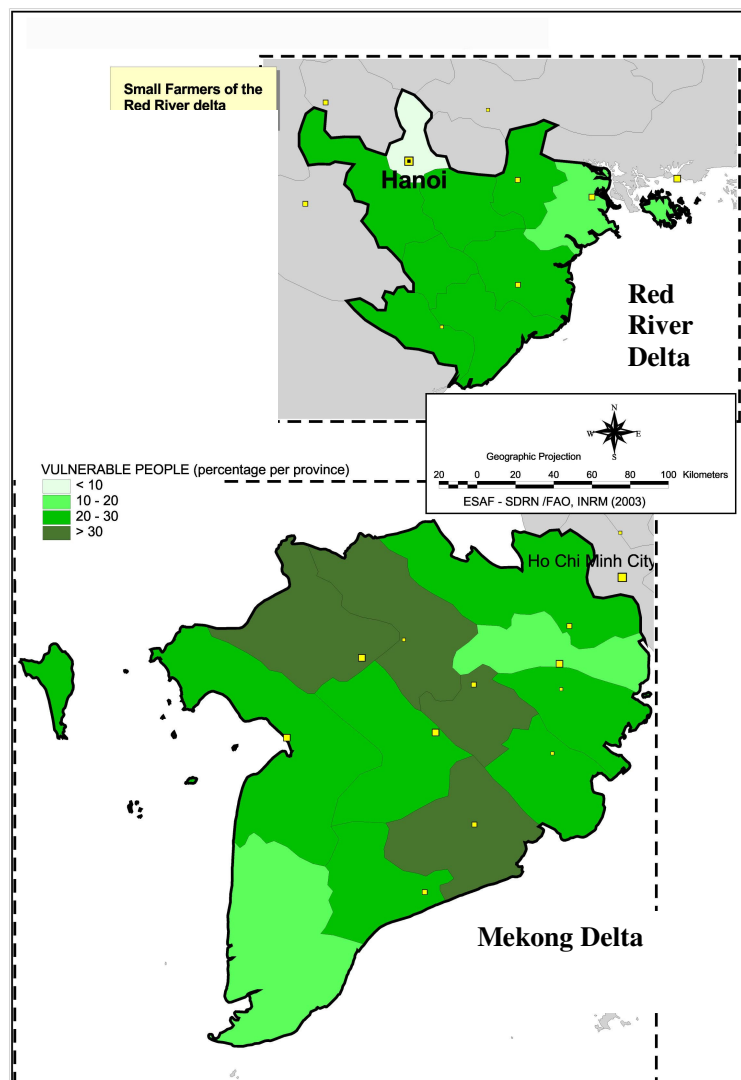 Small Farmers of the
Red River delta
Hanoi
Red
River
Delta
N
W E
S
Geographic Projection
20 0 20 40 60 80 100 Kilometers
ESAF - SDRN /FAO, INRM (2003)
VULNERABLE PEOPLE (percentage per province)
< 10
10 - 20
20 - 30
> 30
Ho Chi Minh City
Mekong Delta